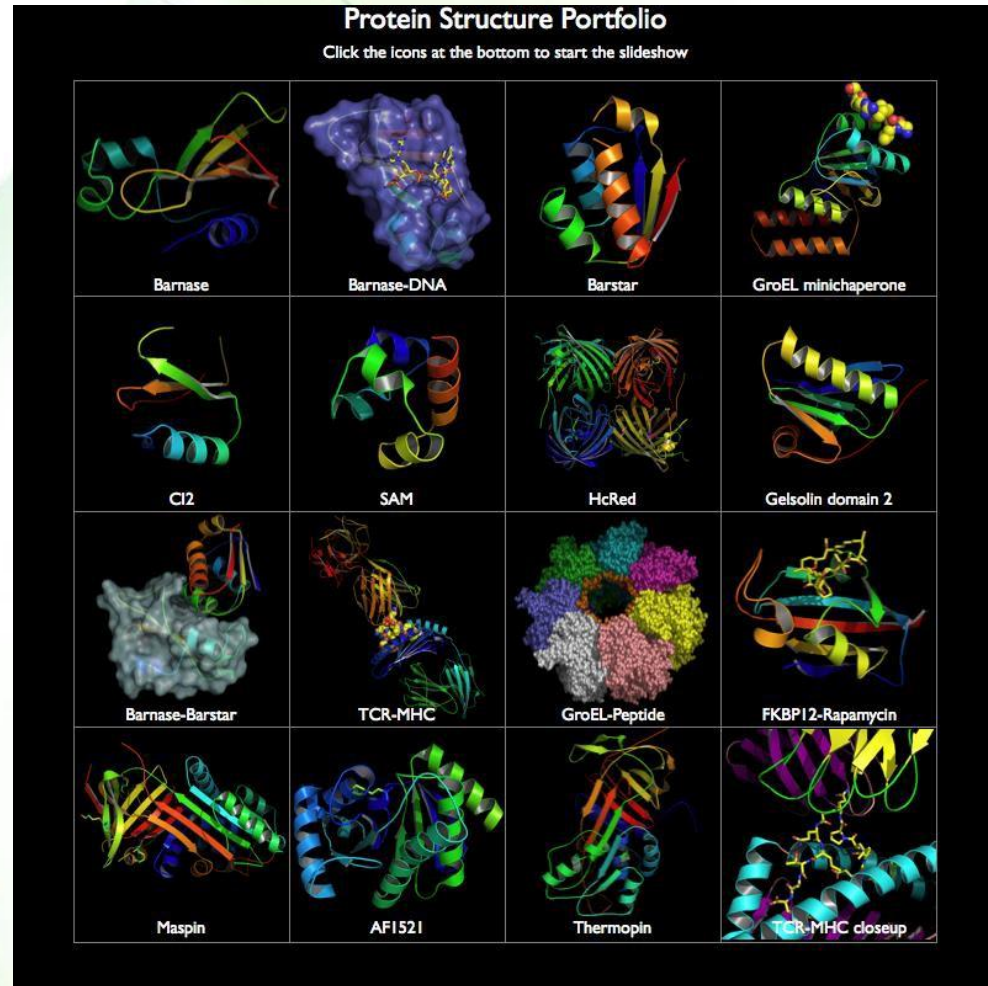 Protein Structure Portfolio
Click the icons at the bottom to start the slideshow
Barnase
Barnase-DNA
Barstar
GroEL minichaperone
CI2
SAM
HcRed
Gelsolin domain 2
Barnase-Barstar
TCR-MHC
GroEL-Peptide
FKBP12-Rapamycin
Maspin
AF1521
Thermopin
TCR-MHC closeup